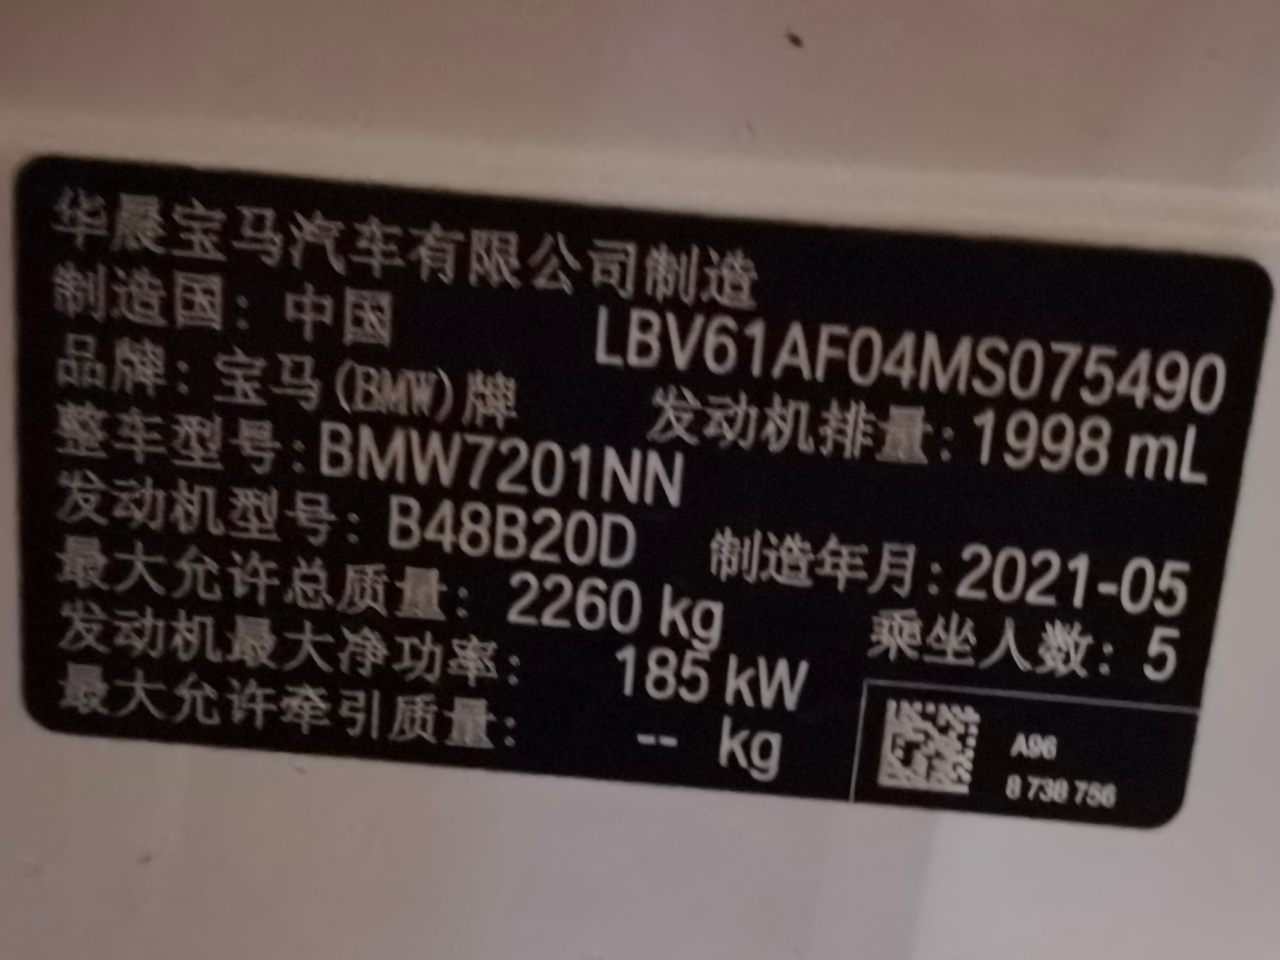 华晨宝马汽车有限公司制造
制造国：中国
LBV61AF04MS075490
品牌：宝马(BMW)牌
发动机排量：1998 mL
整车型号：BMW7201NN
发动机型号：B48B20D
制造年月：2021-05
最大允许总质量：2260 kg
乘坐人数：5
发动机最大净功率：185 kW
最大允许牵引质量：-- kg
A96
8 738 756